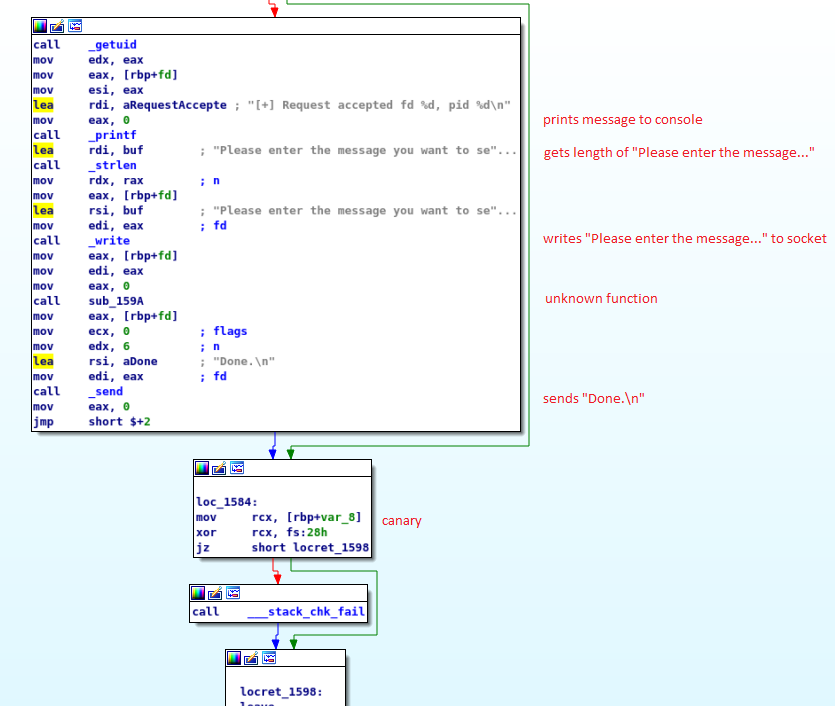 call    _getuid
mov     edx, eax
mov     eax, [rbp+fd]
mov     esi, eax
lea     rdi, aRequestAccepte ; "[+] Request accepted fd %d, pid %d\n"
mov     eax, 0
prints message to console
call    _printf
lea     rdi, buf        ; "Please enter the message you want to se"...
gets length of "Please enter the message..."
call    _strlen
mov     rdx, rax        ; n
mov     eax, [rbp+fd]
lea     rsi, buf        ; "Please enter the message you want to se"...
mov     edi, eax        ; fd
call    _write
writes "Please enter the message..." to socket
mov     eax, [rbp+fd]
mov     edi, eax
mov     eax, 0
call    sub_159A
unknown function
mov     eax, [rbp+fd]
mov     ecx, 0          ; flags
mov     edx, 6          ; n
lea     rsi, aDone      ; "Done.\n"
mov     edi, eax        ; fd
call    _send
sends "Done.\n"
mov     eax, 0
jmp     short $+2
loc_1584:
mov     rcx, [rbp+var_8]
canary
xor     rcx, fs:28h
jz      short locret_1598
call    ___stack_chk_fail
locret_1598: